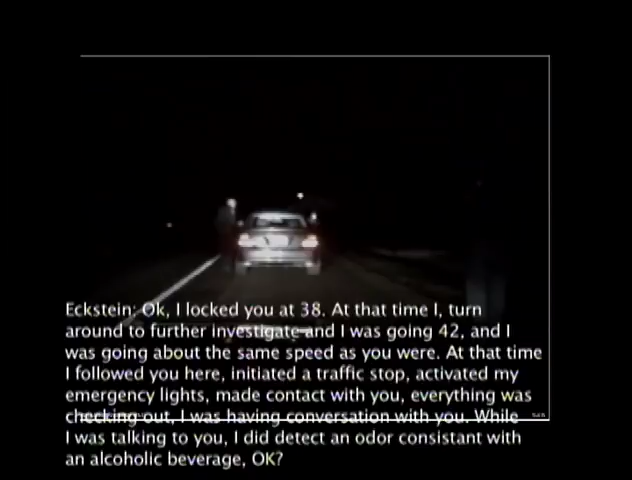 Eckstein: Ok, I locked you at 38. At that time I, turn
around to further investigate and I was going 42, and I
was going about the same speed as you were. At that time
I followed you here, initiated a traffic stop, activated my
emergency lights, made contact with you, everything was
checking out, I was having conversation with you. While
I was talking to you, I did detect an odor consistant with
an alcoholic beverage, OK?